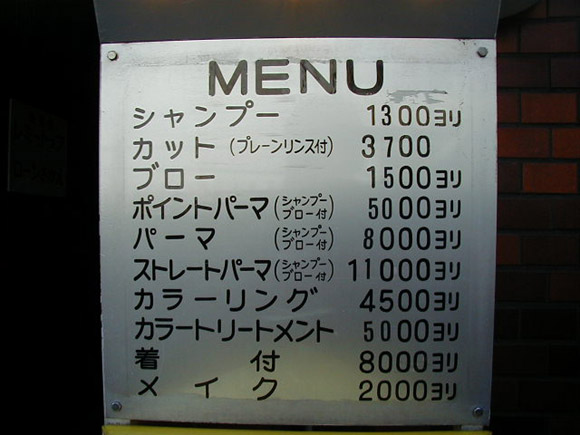 MENU
シャンプー 1300ヨリ
カット (プレーンリンス付) 3700
ブロー 1500ヨリ
ポイントパーマ (シャンプーブロー付) 5000ヨリ
パーマ (シャンプーブロー付) 8000ヨリ
ストレートパーマ (シャンプーブロー付) 11000ヨリ
カラーリング 4500ヨリ
カラートリートメント 5000ヨリ
着付 8000ヨリ
メイク 2000ヨリ